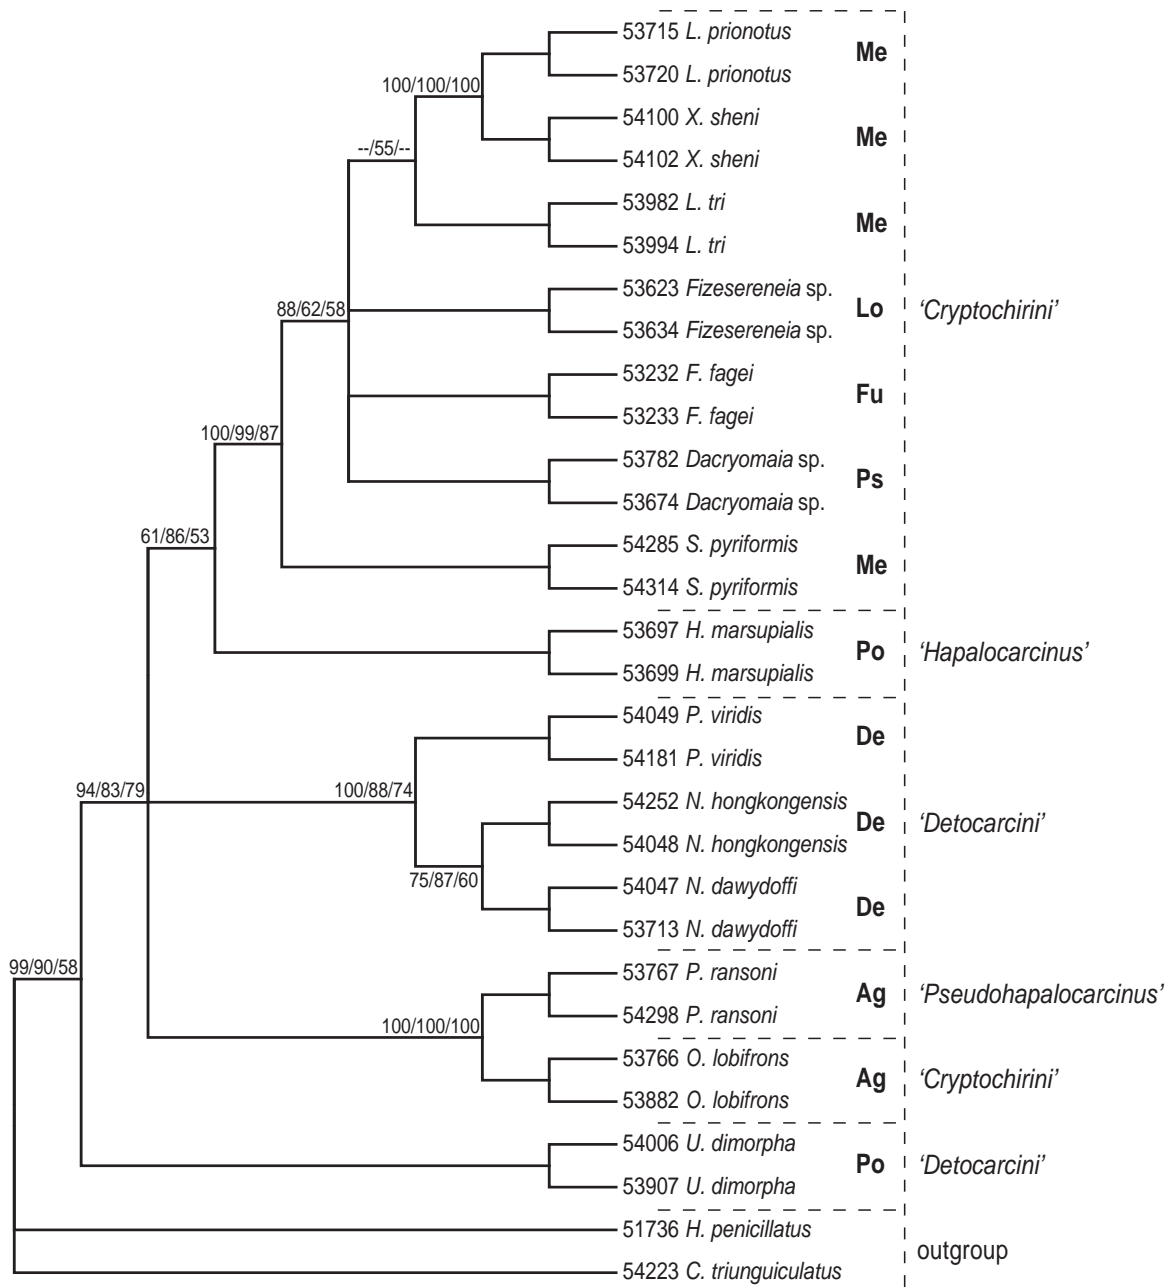 53715 L. prionotus
Me
53720 L. prionotus
100/100/100
54100 X. sheni
Me
54102 X. sheni
--/55/--
53982 L. tri
Me
53994 L. tri
53623 Fizesereneia sp.
Lo
'Cryptochirini'
88/62/58
53634 Fizesereneia sp.
53232 F. fagei
Fu
53233 F. fagei
100/99/87
53782 Dacryomaia sp.
Ps
53674 Dacryomaia sp.
61/86/53
54285 S. pyriformis
Me
54314 S. pyriformis
53697 H. marsupialis
Po
'Hapalocarcinus'
53699 H. marsupialis
54049 P. viridis
De
54181 P. viridis
94/83/79
100/88/74
54252 N. hongkongensis
De
'Detocarcini'
54048 N. hongkongensis
75/87/60
54047 N. dawydoffi
De
53713 N. dawydoffi
99/90/58
53767 P. ransoni
Ag
'Pseudohapalocarcinus'
54298 P. ransoni
100/100/100
53766 O. lobifrons
Ag
'Cryptochirini'
53882 O. lobifrons
54006 U. dimorpha
Po
'Detocarcini'
53907 U. dimorpha
51736 H. penicillatus
outgroup
54223 C. triunguiculatus